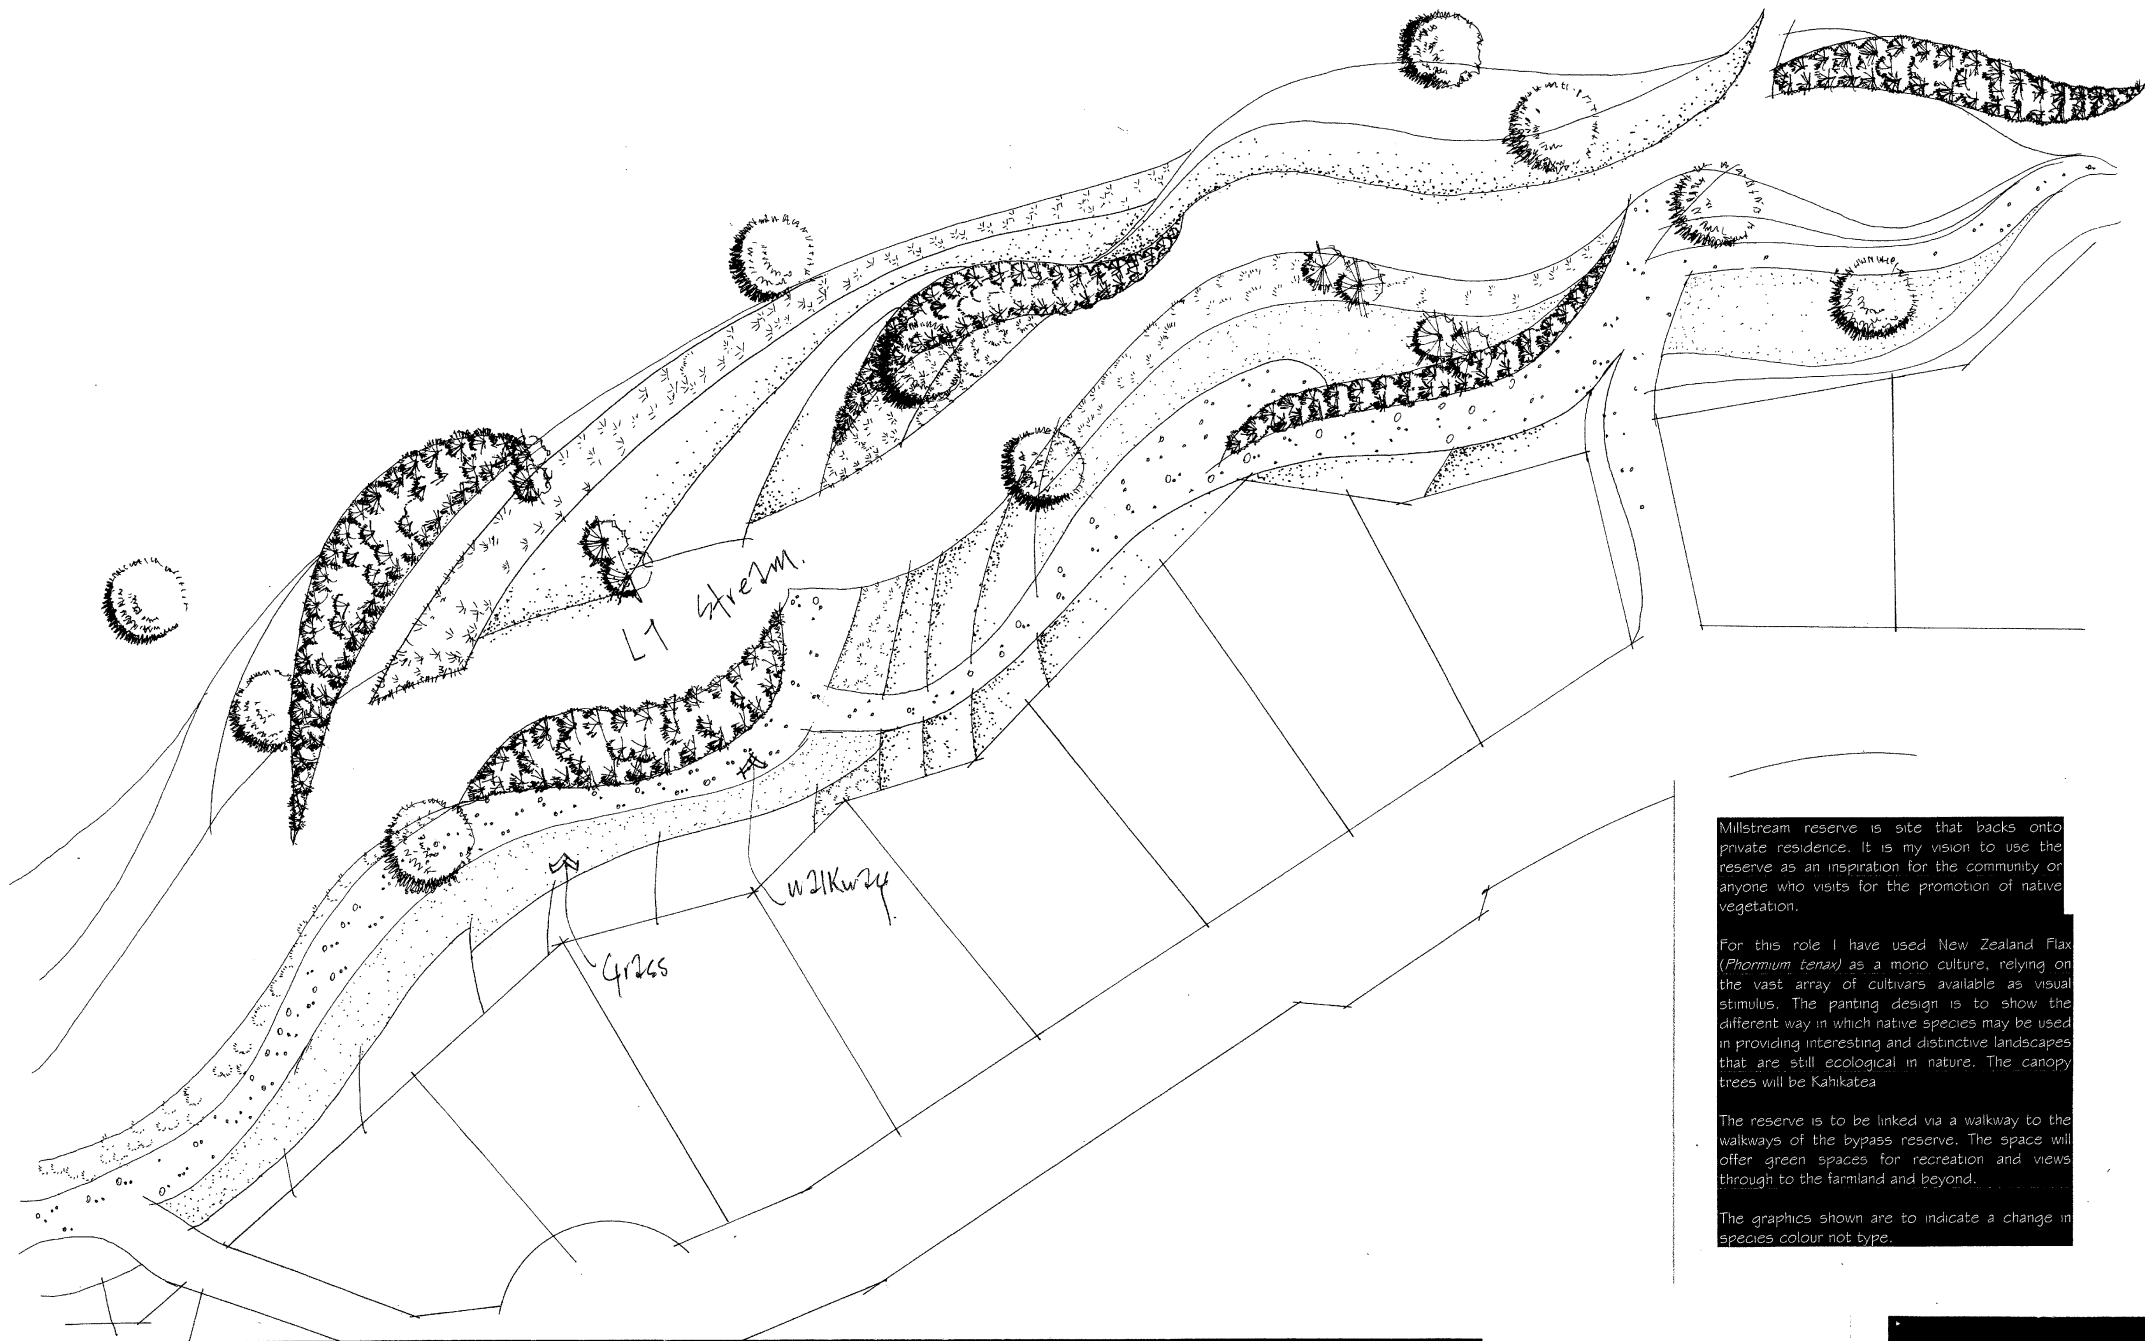 L1 Stream.
walkway.
Grass
Millstream reserve is site that backs onto
private residence. It is my vision to use the
reserve as an inspiration for the community or
anyone who visits for the promotion of native
vegetation.
For this role I have used New Zealand Flax
(Phormium tenax) as a mono culture, relying on
the vast array of cultivars available as visual
stimulus. The panting design is to show the
different way in which native species may be used
in providing interesting and distinctive landscapes
that are still ecological in nature. The canopy
trees will be Kahikatea
The reserve is to be linked via a walkway to the
walkways of the bypass reserve. The space will
offer green spaces for recreation and views
through to the farmland and beyond.
The graphics shown are to indicate a change in
species colour not type.